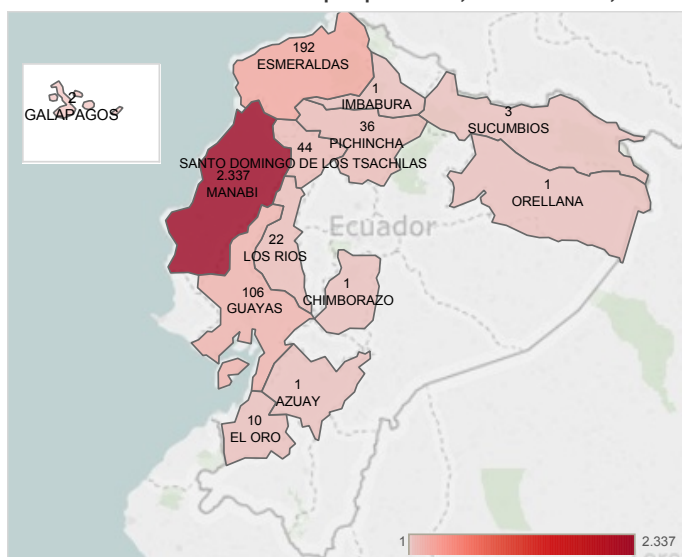 192
ESMERALDAS
2
GALAPAGOS
1
IMBABURA
3
SUCUMBIOS
36
PICHINCHA
44
SANTO DOMINGO DE LOS TSACHILAS
2.337
MANABI
1
ORELLANA
Ecuador
22
LOS RIOS
1
CHIMBORAZO
106
GUAYAS
1
AZUAY
10
EL ORO
1
2.337